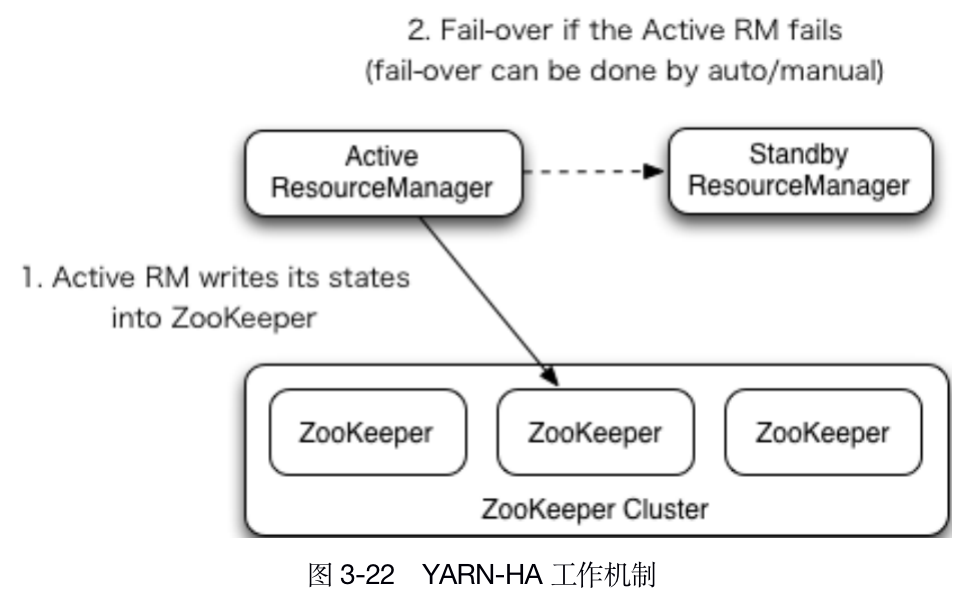 2. Fail-over if the Active RM fails
(fail-over can be done by auto/manual)
Active
ResourceManager
Standby
ResourceManager
1. Active RM writes its states
into ZooKeeper
ZooKeeper
ZooKeeper
ZooKeeper
ZooKeeper Cluster
图 3-22 YARN-HA 工作机制